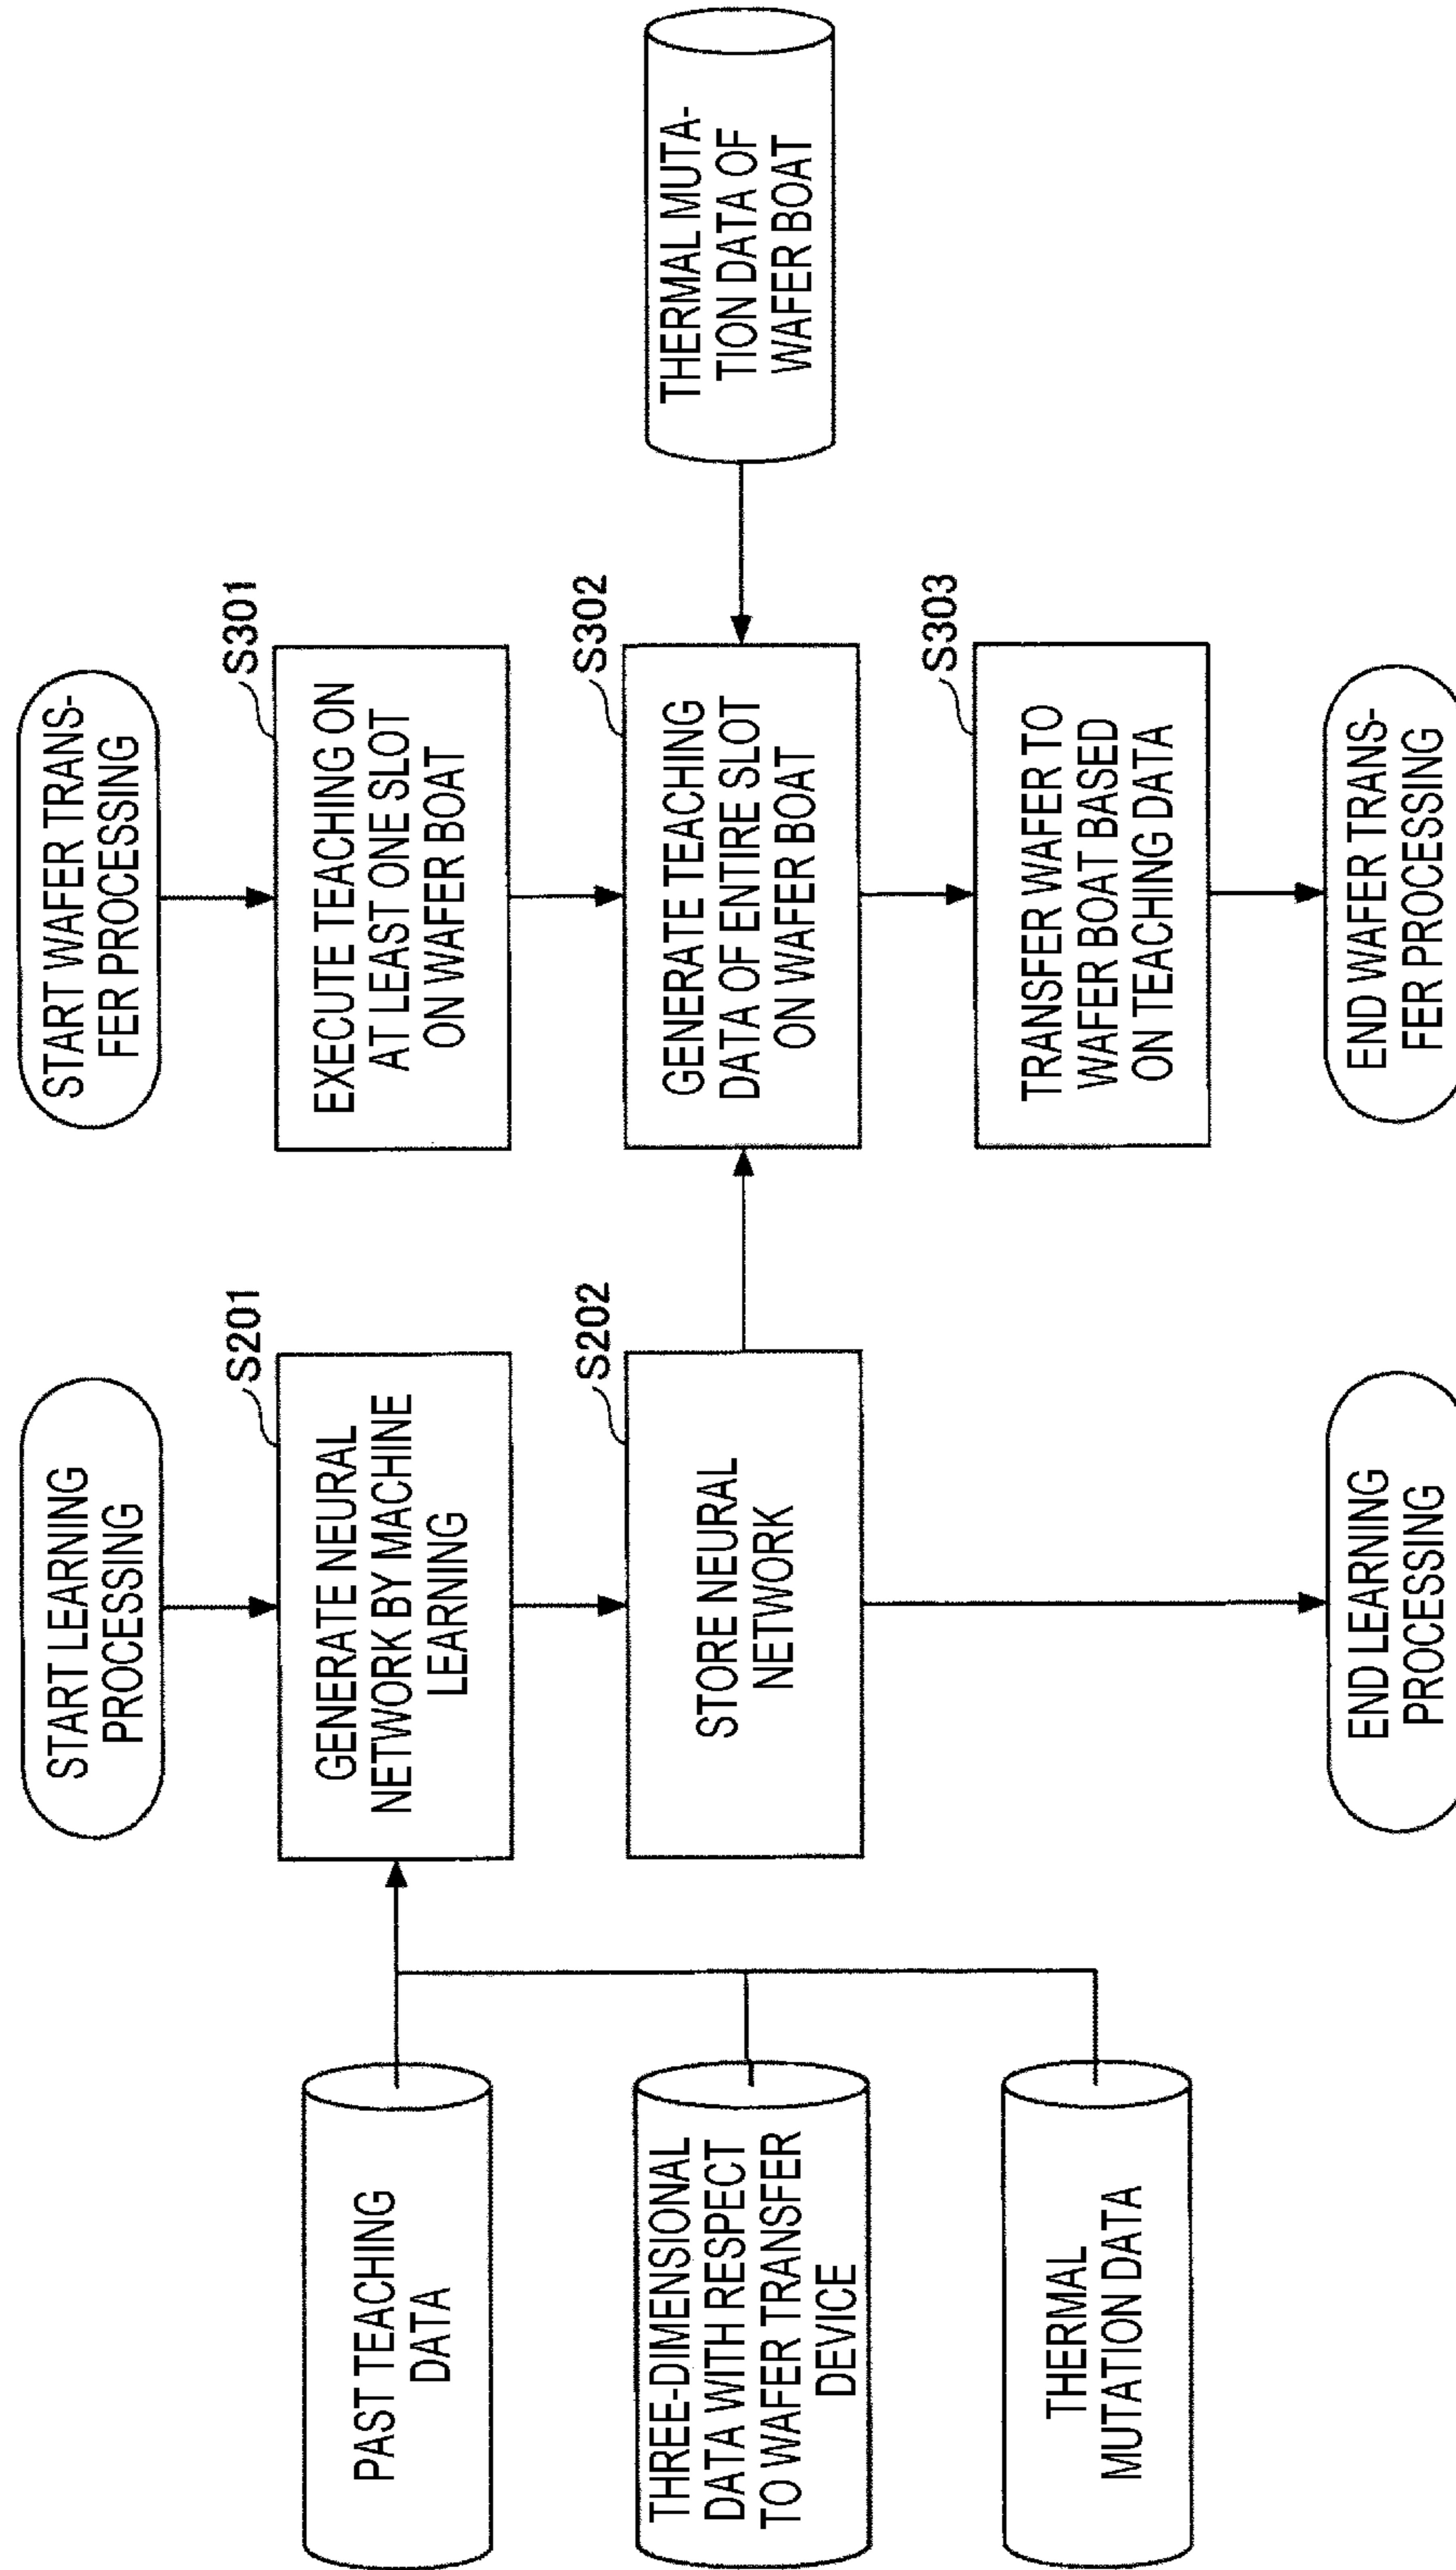 PAST TEACHING
DATA
THREE-DIMENSIONAL
DATA WITH RESPECT
TO WAFER TRANSFER
DEVICE
THERMAL
MUTATION DATA
START LEARNING
PROCESSING
S201
GENERATE NEURAL
NETWORK BY MACHINE
LEARNING
S202
STORE NEURAL
NETWORK
END LEARNING
PROCESSING
START WAFER TRANS-
FER PROCESSING
S301
EXECUTE TEACHING ON
AT LEAST ONE SLOT
ON WAFER BOAT
S302
GENERATE TEACHING
DATA OF ENTIRE SLOT
ON WAFER BOAT
S303
TRANSFER WAFER TO
WAFER BOAT BASED
ON TEACHING DATA
END WAFER TRANS-
FER PROCESSING
THERMAL MUTA-
TION DATA OF
WAFER BOAT